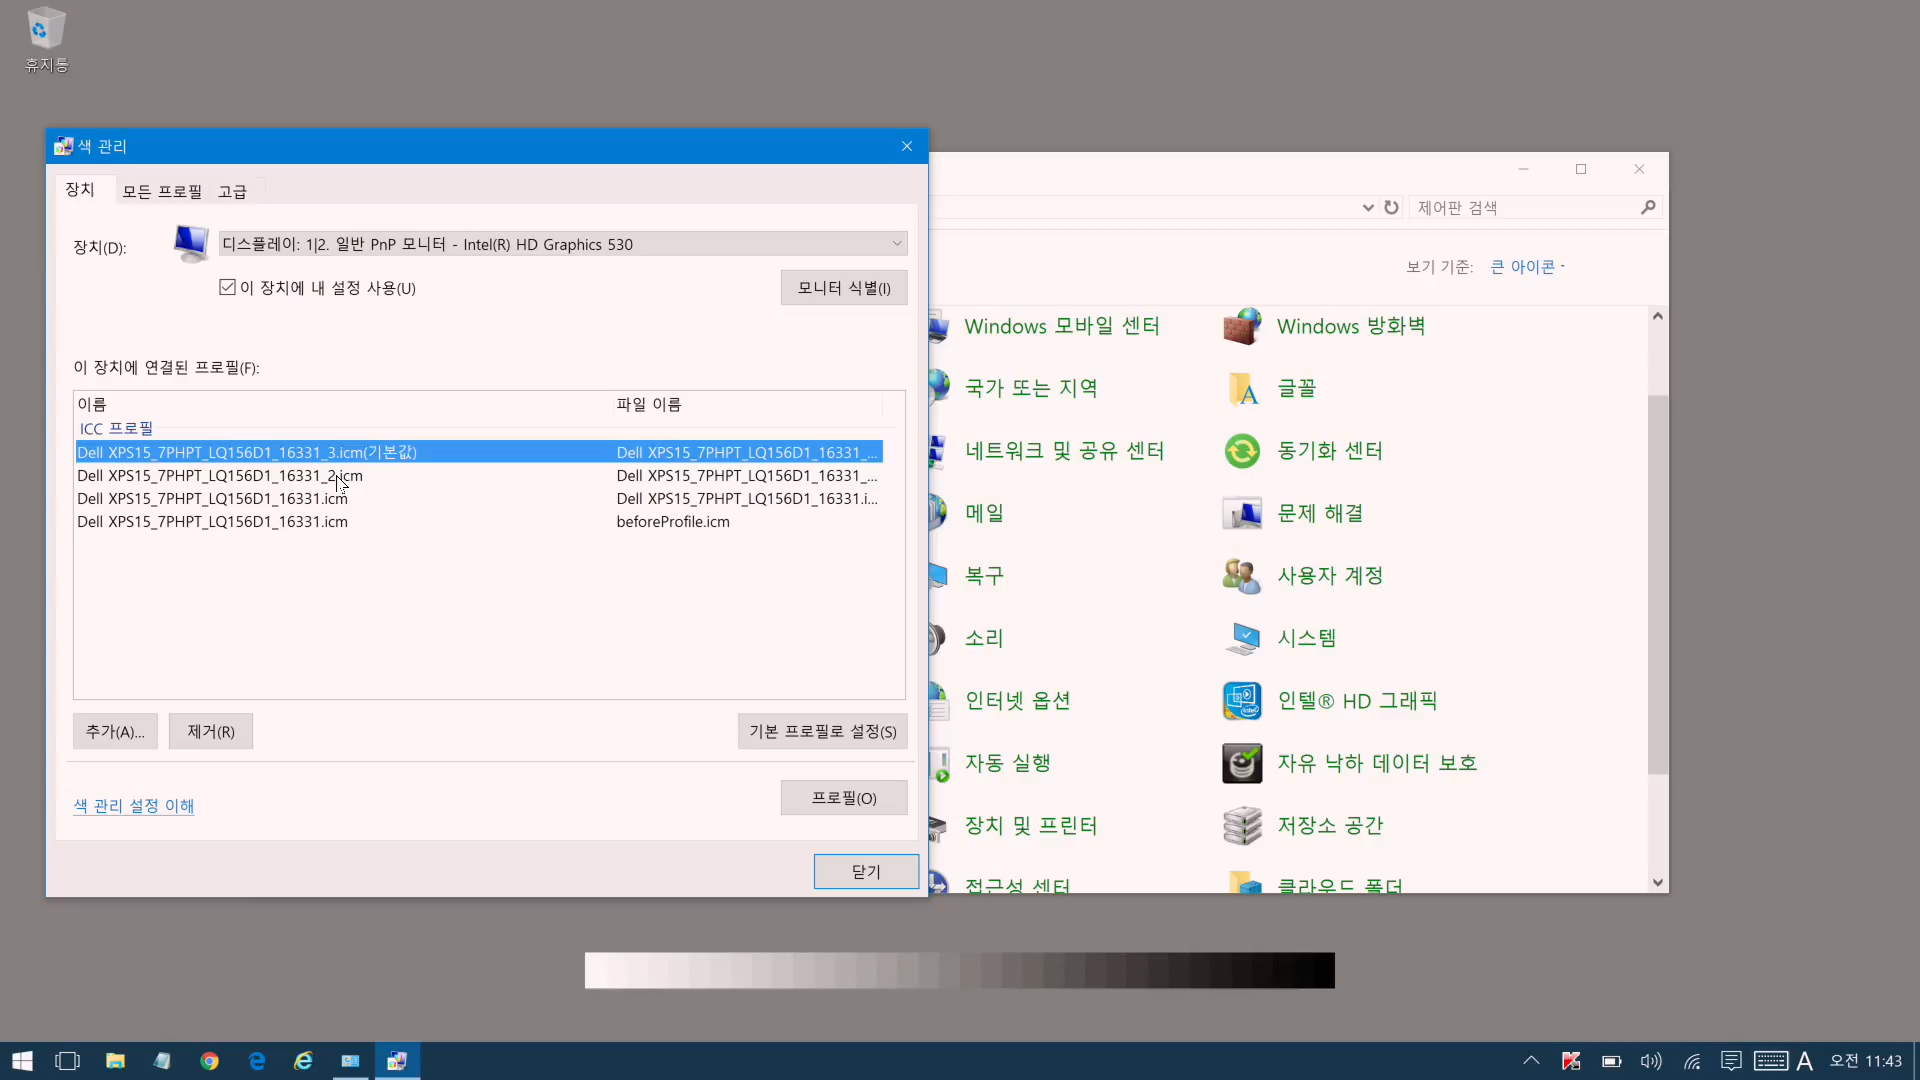 휴지통
색 관리
장치
모든 프로필
고급
장치(D):
디스플레이: 1|2. 일반 PnP 모니터 - Intel(R) HD Graphics 530
이 장치에 내 설정 사용(U)
모니터 식별(I)
이 장치에 연결된 프로필(F):
이름
파일 이름
ICC 프로필
Dell XPS15_7PHPT_LQ156D1_16331_3.icm(기본값)
Dell XPS15_7PHPT_LQ156D1_16331_...
Dell XPS15_7PHPT_LQ156D1_16331_2.icm
Dell XPS15_7PHPT_LQ156D1_16331_...
Dell XPS15_7PHPT_LQ156D1_16331.icm
Dell XPS15_7PHPT_LQ156D1_16331.i...
Dell XPS15_7PHPT_LQ156D1_16331.icm
beforeProfile.icm
추가(A)...
제거(R)
기본 프로필로 설정(S)
색 관리 설정 이해
프로필(O)
닫기
제어판 검색
보기 기준:
큰 아이콘
Windows 모바일 센터
Windows 방화벽
국가 또는 지역
글꼴
네트워크 및 공유 센터
동기화 센터
메일
문제 해결
복구
사용자 계정
소리
시스템
인터넷 옵션
인텔® HD 그래픽
자동 실행
자유 낙하 데이터 보호
장치 및 프린터
저장소 공간
접근성 센터
클라우드 폴더
A
오전 11:43